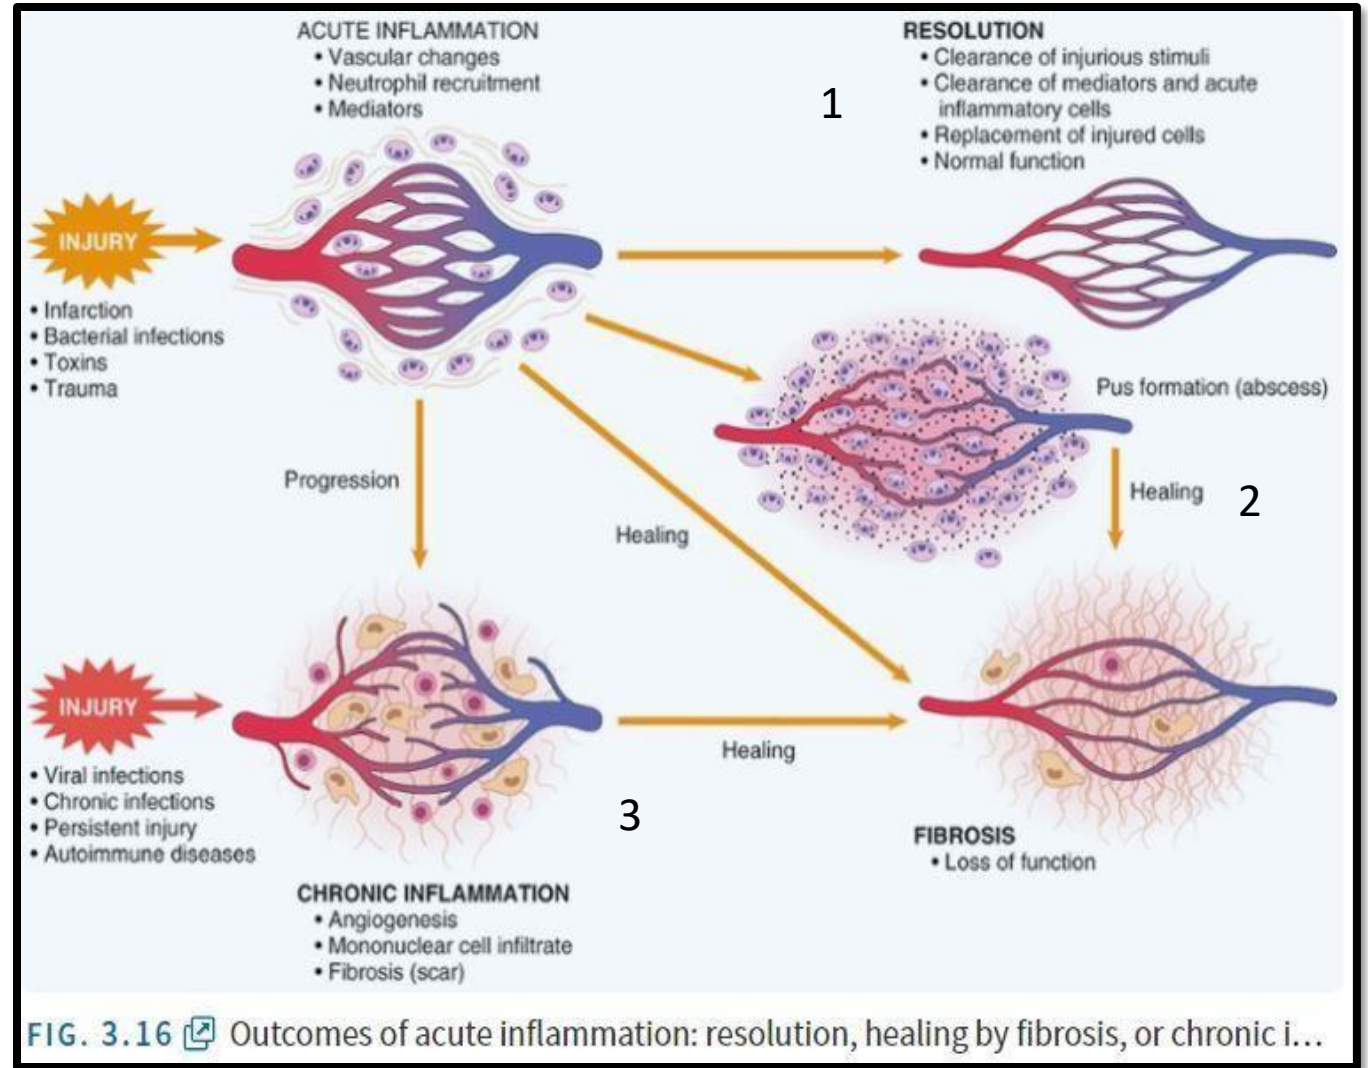 ACUTE INFLAMMATION
• Vascular changes
• Neutrophil recruitment
• Mediators
1
RESOLUTION
• Clearance of injurious stimuli
• Clearance of mediators and acute
inflammatory cells
• Replacement of injured cells
• Normal function
INJURY
• Infarction
• Bacterial infections
• Toxins
• Trauma
Pus formation (abscess)
Progression
Healing
Healing
2
INJURY
• Viral infections
• Chronic infections
• Persistent injury
• Autoimmune diseases
Healing
3
FIBROSIS
• Loss of function
CHRONIC INFLAMMATION
• Angiogenesis
• Mononuclear cell infiltrate
• Fibrosis (scar)
FIG. 3.16 Outcomes of acute inflammation: resolution, healing by fibrosis, or chronic i...